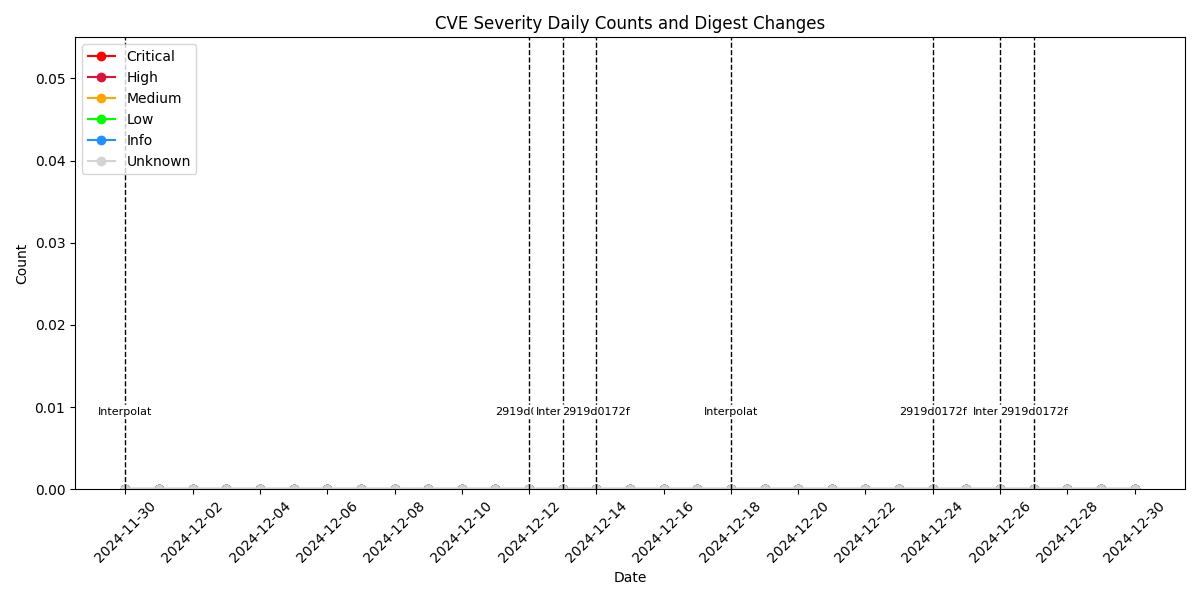 CVE Severity Daily Counts and Digest Changes
Critical
High
Medium
Low
Info
Unknown
Count
0.05
0.04
0.03
0.02
0.01
0.00
Interpolat
2919d0
Inter
2919d0172f
Interpolat
2919d0172f
Inter
2919d0172f
2024-11-30
2024-12-02
2024-12-04
2024-12-06
2024-12-08
2024-12-10
2024-12-12
2024-12-14
2024-12-16
2024-12-18
2024-12-20
2024-12-22
2024-12-24
2024-12-26
2024-12-28
2024-12-30
Date